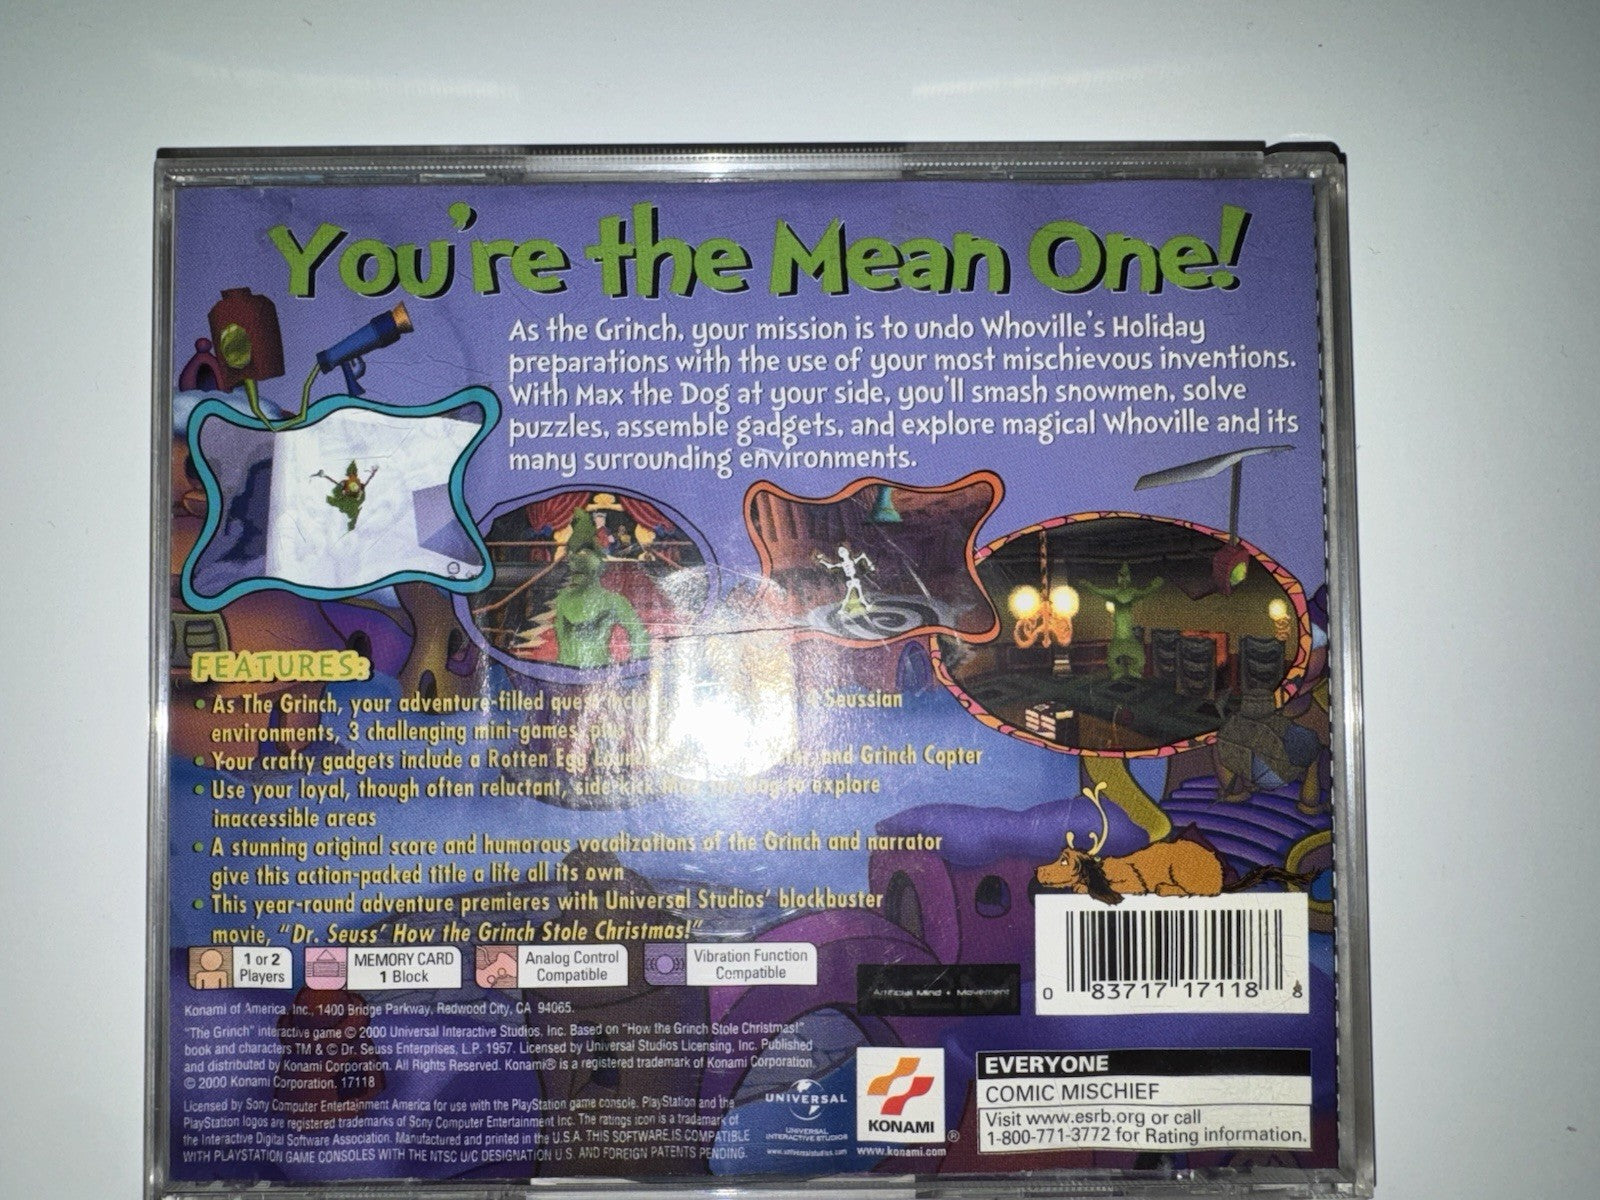 You're the Mean One!
As the Grinch, your mission is to undo Whoville's Holiday
preparations with the use of your most mischievous inventions.
With Max the Dog at your side, you'll smash snowmen, solve
puzzles, assemble gadgets, and explore magical Whoville and its
many surrounding environments.
FEATURES:
• As The Grinch, your adventure-filled quest Seussian
environments, 3 challenging mini-games,
• Your crafty gadgets include a Rotten Egg and Grinch Copter
• Use your loyal, though often reluctant, side-kick to explore
inaccessible areas
• A stunning original score and humorous vocalizations of the Grinch and narrator
give this action-packed title a life all its own
• This year-round adventure premieres with Universal Studios' blockbuster
movie, "Dr. Seuss' How the Grinch Stole Christmas!"
1 or 2
Players
MEMORY CARD
1 Block
Analog Control
Compatible
Vibration Function
Compatible
Artificial Mind & Movement
0 83717 17118 8
Konami of America, Inc., 1400 Bridge Parkway, Redwood City, CA 94065.
"The Grinch" interactive game © 2000 Universal Interactive Studios, Inc. Based on "How the Grinch Stole Christmas!"
book and characters TM & © Dr. Seuss Enterprises, L.P. 1957. Licensed by Universal Studios Licensing, Inc. Published
and distributed by Konami Corporation. All Rights Reserved. Konami® is a registered trademark of Konami Corporation.
© 2000 Konami Corporation. 17118
Licensed by Sony Computer Entertainment America for use with the PlayStation game console. PlayStation and the
PlayStation logos are registered trademarks of Sony Computer Entertainment Inc. The ratings icon is a trademark of
the Interactive Digital Software Association. Manufactured and printed in the U.S.A. THIS SOFTWARE IS COMPATIBLE
WITH PLAYSTATION GAME CONSOLES WITH THE NTSC U/C DESIGNATION U.S. AND FOREIGN PATENTS PENDING.
UNIVERSAL
UNIVERSAL
INTERACTIVE STUDIOS
www.universalstudios.com
KONAMI
®
www.konami.com
EVERYONE
COMIC MISCHIEF
Visit www.esrb.org or call
1-800-771-3772 for Rating information.